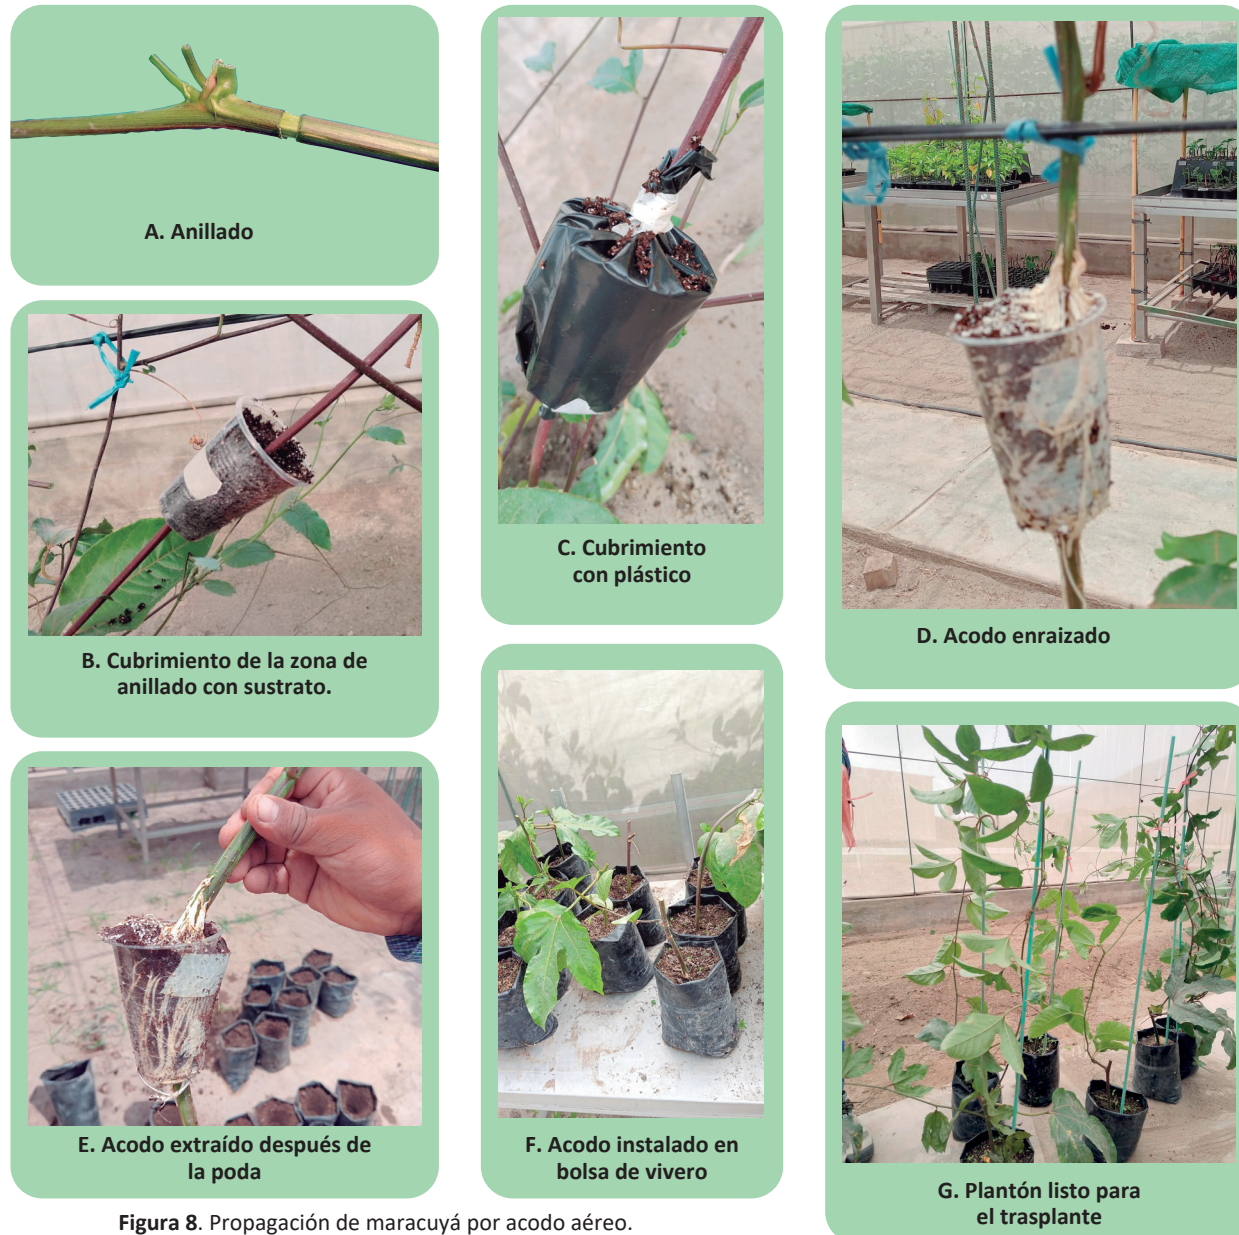 A. Anillado
B. Cubrimiento de la zona de
anillado con sustrato.
C. Cubrimiento
con plástico
D. Acodo enraizado
E. Acodo extraído después de
la poda
F. Acodo instalado en
bolsa de vivero
G. Plantón listo para
el trasplante
Figura 8. Propagación de maracuyá por acodo aéreo.